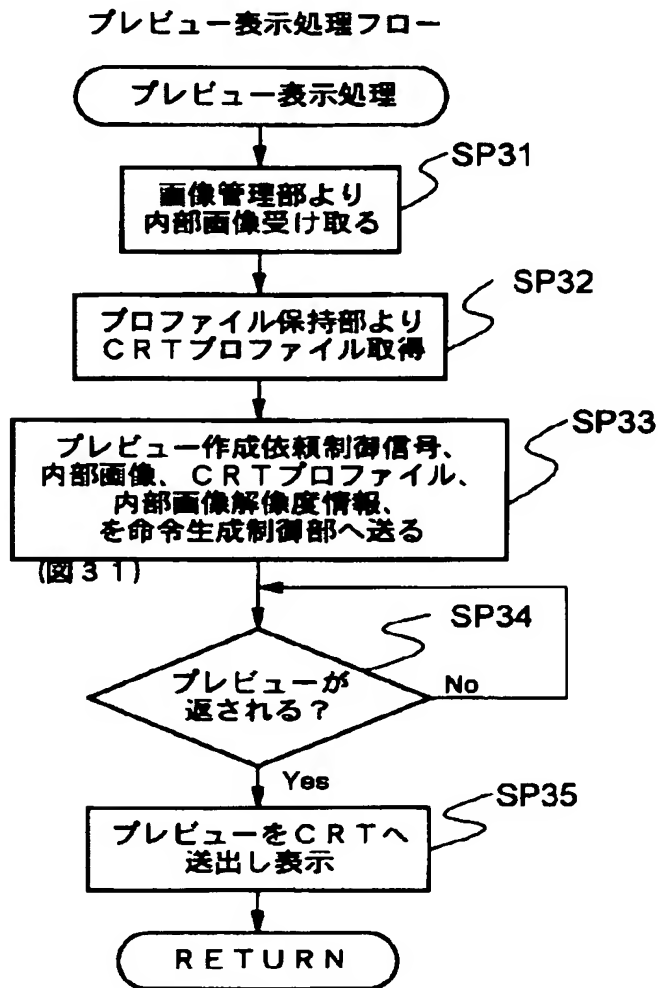 プレビュー表示処理フロー
プレビュー表示処理
SP31
画像管理部より
内部画像受け取る
SP32
プロファイル保持部より
CRTプロファイル取得
SP33
プレビュー作成依頼制御信号、
内部画像、CRTプロファイル、
内部画像解像度情報、
を命令生成制御部へ送る
(図31)
SP34
プレビューが
返される？
No
Yes
SP35
プレビューをCRTへ
送出し表示
RETURN